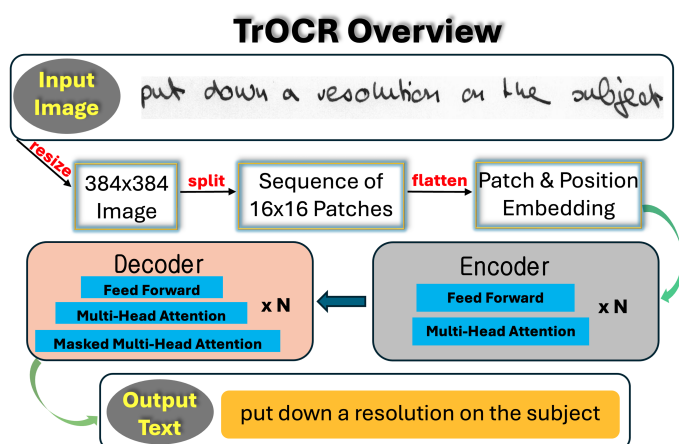 TrOCR Overview
Input
Image
put down a resolution on the subject
resize
384x384
Image
split
Sequence of
16x16 Patches
flatten
Patch & Position
Embedding
Decoder
Feed Forward
Multi-Head Attention
Masked Multi-Head Attention
x N
Encoder
Feed Forward
Multi-Head Attention
x N
Output
Text
put down a resolution on the subject